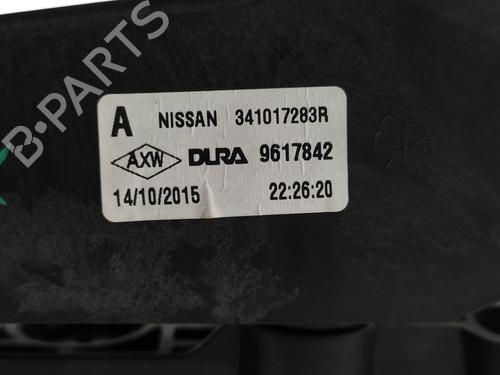 A NISSAN 341017283R
AXW DURA 9617842
14/10/2015 22:26:20
B-PARTS